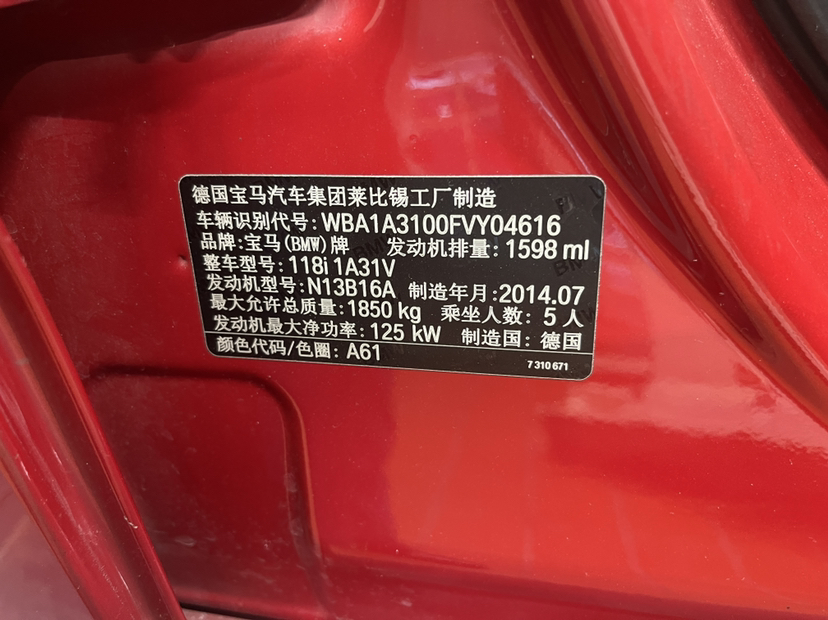 德国宝马汽车集团莱比锡工厂制造
车辆识别代号: WBA1A3100FVY04616
品牌: 宝马(BMW)牌 发动机排量: 1598 ml
整车型号: 118i 1A31V
发动机型号: N13B16A 制造年月: 2014.07
最大允许总质量: 1850 kg 乘坐人数: 5 人
发动机最大净功率: 125 kW 制造国: 德国
颜色代码/色圈: A61
7 310 671